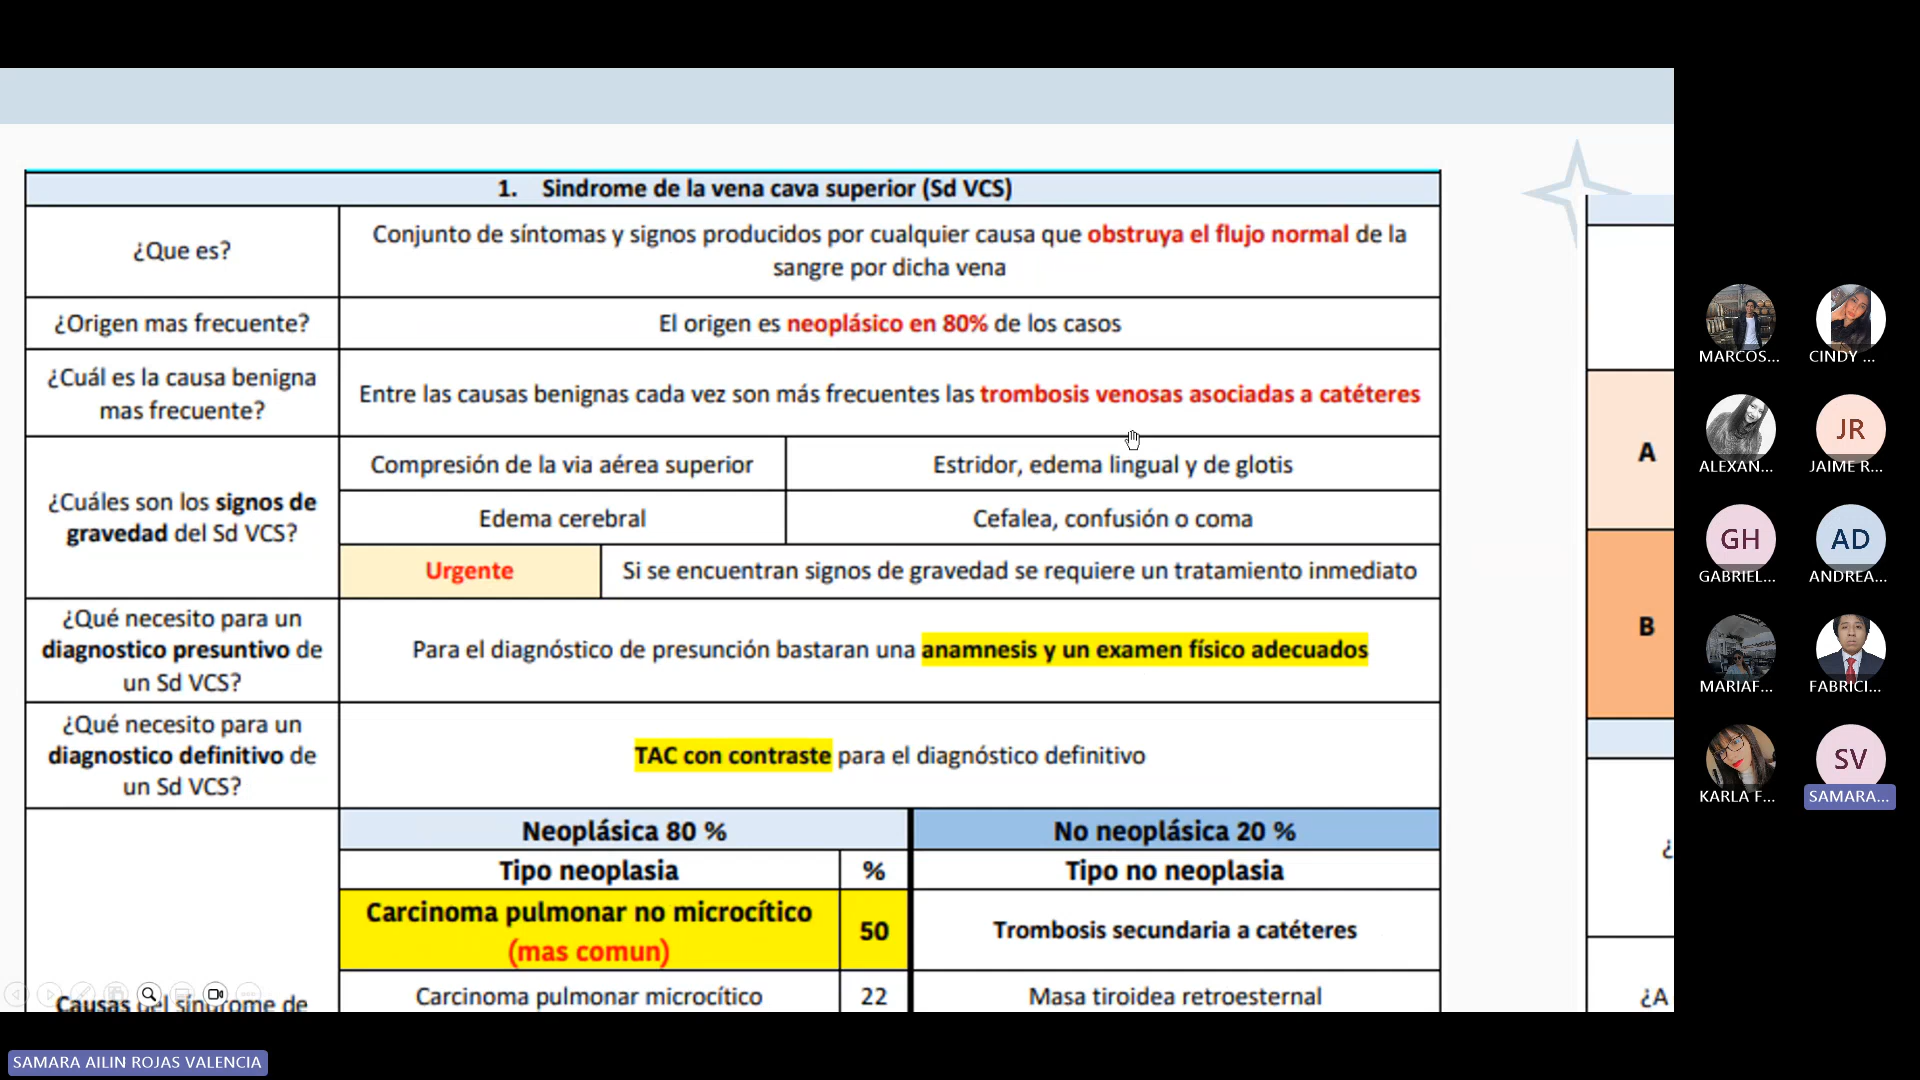 1. Sindrome de la vena cava superior (Sd VCS)
¿Que es?
Conjunto de síntomas y signos producidos por cualquier causa que obstruya el flujo normal de la
sangre por dicha vena
¿Origen mas frecuente?
El origen es neoplásico en 80% de los casos
¿Cuál es la causa benigna
mas frecuente?
Entre las causas benignas cada vez son más frecuentes las trombosis venosas asociadas a catéteres
¿Cuáles son los signos de
gravedad del Sd VCS?
Compresión de la via aérea superior
Estridor, edema lingual y de glotis
Edema cerebral
Cefalea, confusión o coma
Urgente
Si se encuentran signos de gravedad se requiere un tratamiento inmediato
¿Qué necesito para un
diagnostico presuntivo de
un Sd VCS?
Para el diagnóstico de presunción bastaran una anamnesis y un examen físico adecuados
¿Qué necesito para un
diagnostico definitivo de
un Sd VCS?
TAC con contraste para el diagnóstico definitivo
Neoplásica 80 %
No neoplásica 20 %
Tipo neoplasia
%
Tipo no neoplasia
Carcinoma pulmonar no microcítico
(mas comun)
50
Trombosis secundaria a catéteres
Carcinoma pulmonar microcítico
22
Masa tiroidea retroesternal
Causas del síndrome de
A
B
¿
¿A
MARCOS...
CINDY ...
ALEXAN...
JR
JAIME R...
GH
GABRIEL...
AD
ANDREA...
MARIAF...
FABRICI...
KARLA F...
SV
SAMARA...
SAMARA AILIN ROJAS VALENCIA